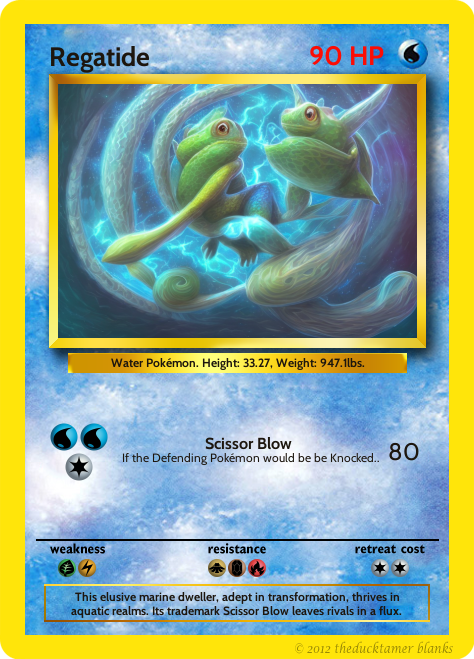 Regatide
90 HP
Water Pokémon. Height: 33.27, Weight: 947.1lbs.
Scissor Blow
If the Defending Pokémon would be be Knocked..
80
weakness
resistance
retreat cost
This elusive marine dweller, adept in transformation, thrives in
aquatic realms. Its trademark Scissor Blow leaves rivals in a flux.
© 2012 theducktamer blanks